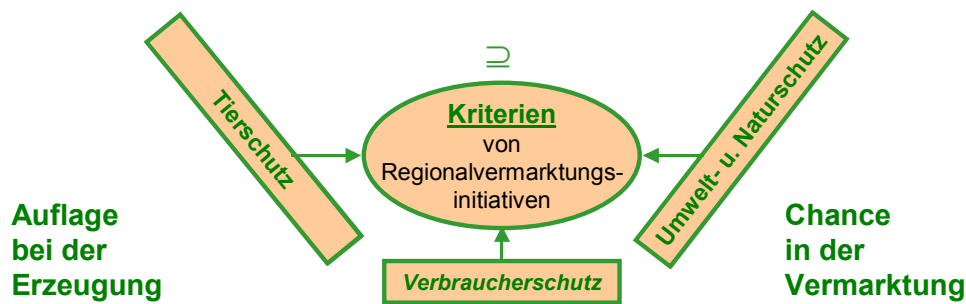 ⊇
Tierschutz
Kriterien
von
Regionalvermarktungs-
initiativen
Umwelt- u. Naturschutz
Auflage
bei der
Erzeugung
Verbraucherschutz
Chance
in der
Vermarktung